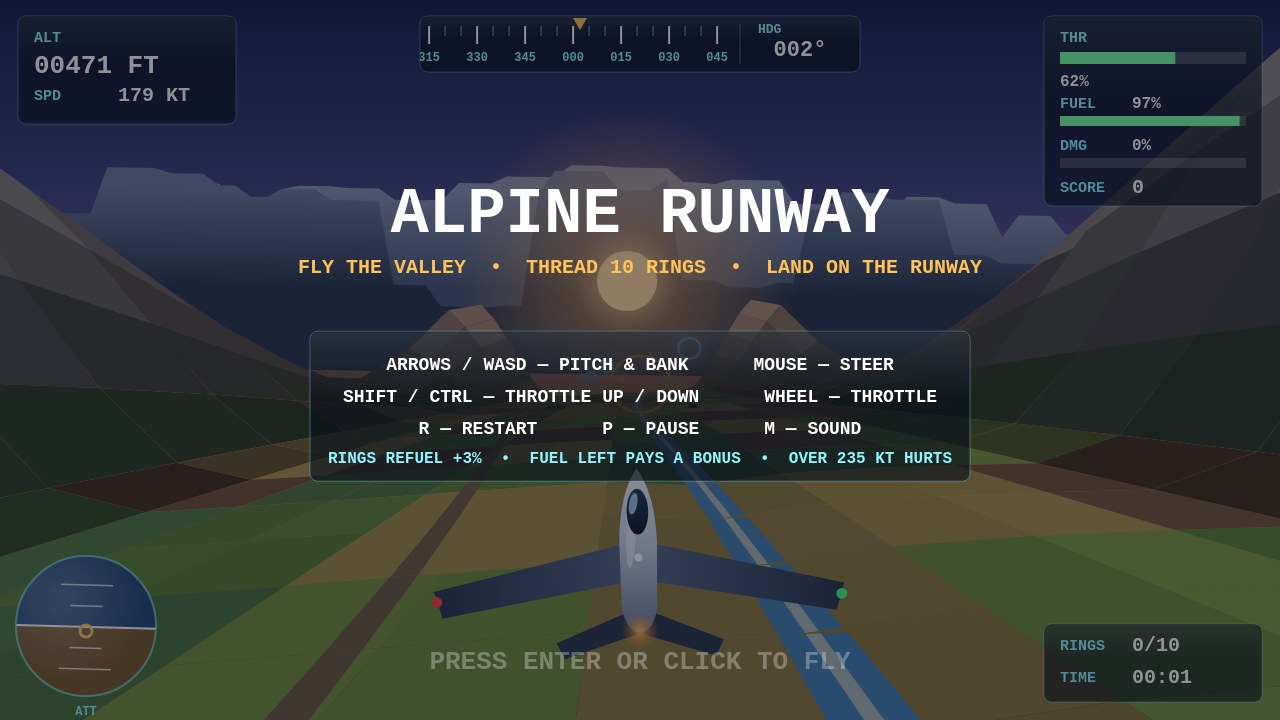 ALT
00471 FT
SPD 179 KT
315 330 345 000 015 030 045
HDG
002°
THR
62%
FUEL 97%
DMG 0%
SCORE 0
ALPINE RUNWAY
FLY THE VALLEY • THREAD 10 RINGS • LAND ON THE RUNWAY
ARROWS / WASD — PITCH & BANK MOUSE — STEER
SHIFT / CTRL — THROTTLE UP / DOWN WHEEL — THROTTLE
R — RESTART P — PAUSE M — SOUND
RINGS REFUEL +3% • FUEL LEFT PAYS A BONUS • OVER 235 KT HURTS
PRESS ENTER OR CLICK TO FLY
ATT
RINGS 0/10
TIME 00:01